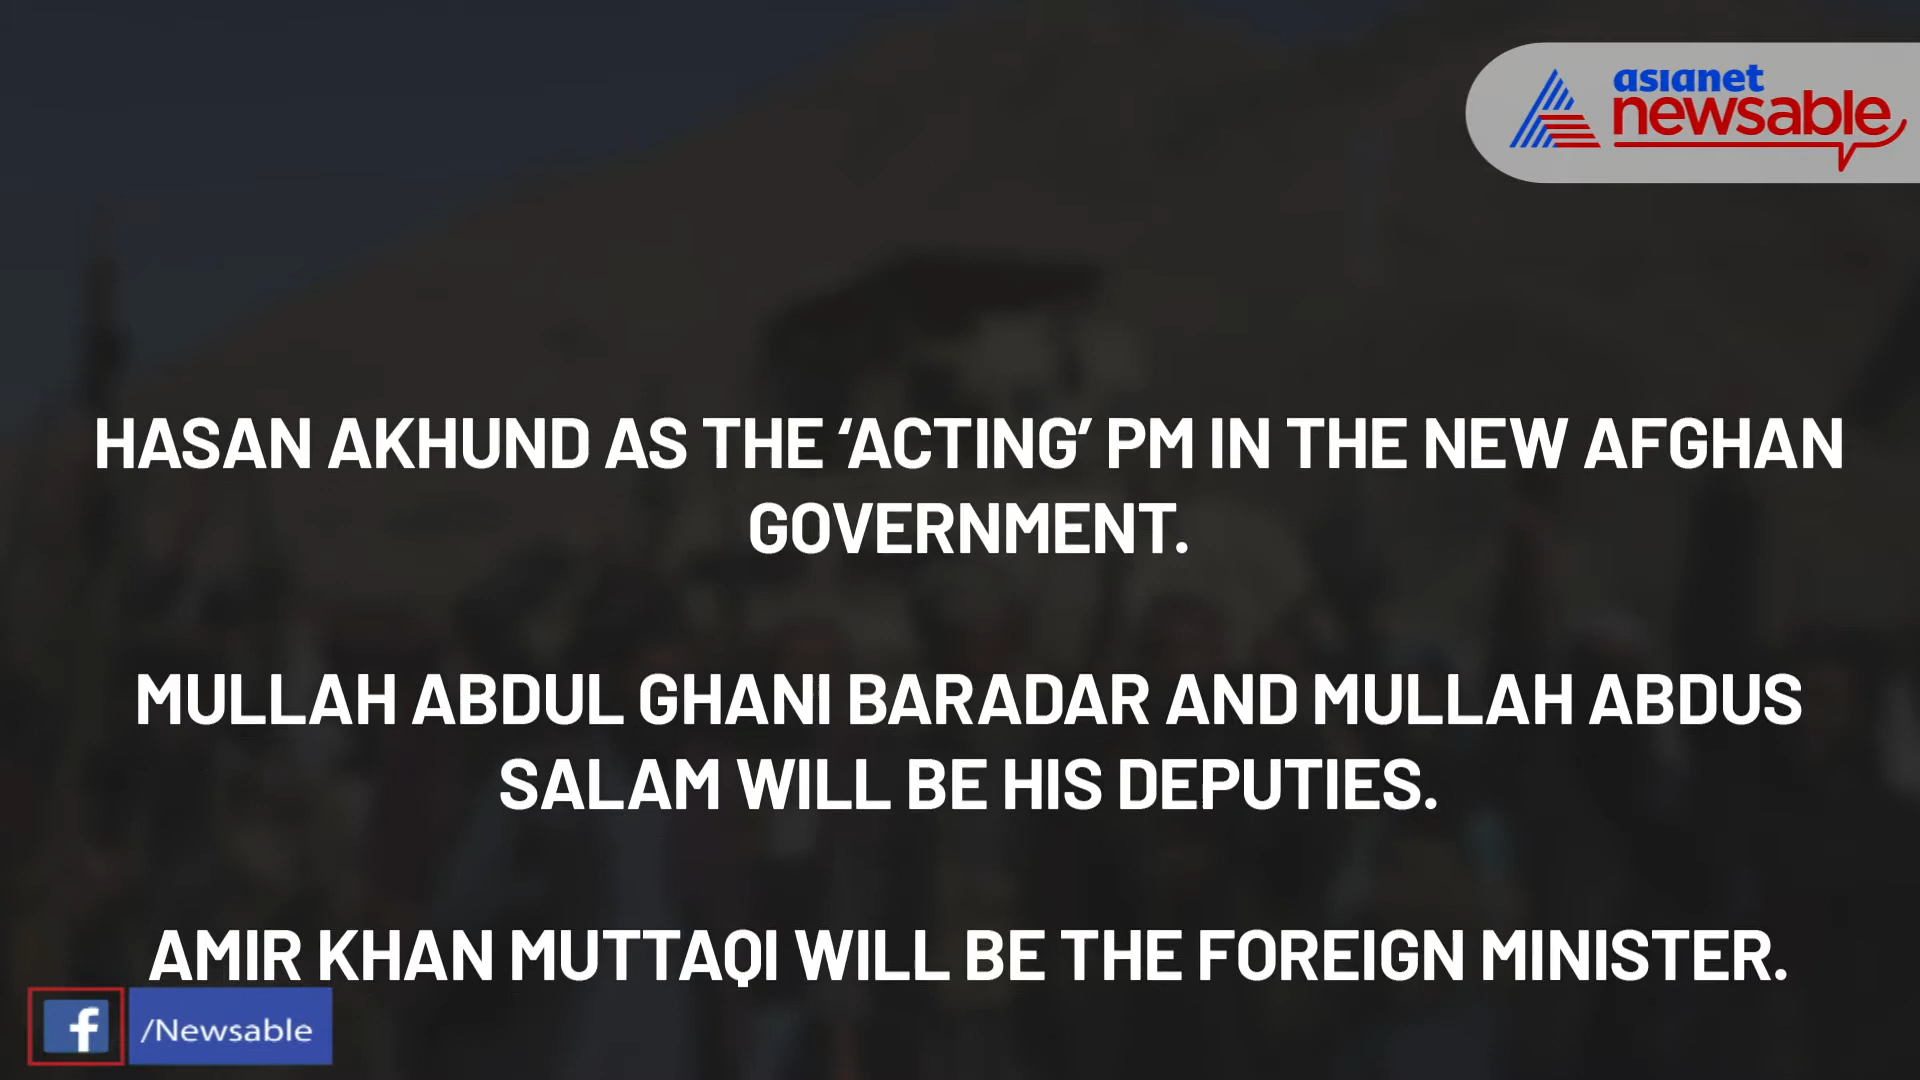 asianet
newsable
HASAN AKHUND AS THE ‘ACTING’ PM IN THE NEW AFGHAN
GOVERNMENT.
MULLAH ABDUL GHANI BARADAR AND MULLAH ABDUS
SALAM WILL BE HIS DEPUTIES.
AMIR KHAN MUTTAQI WILL BE THE FOREIGN MINISTER.
f /Newsable